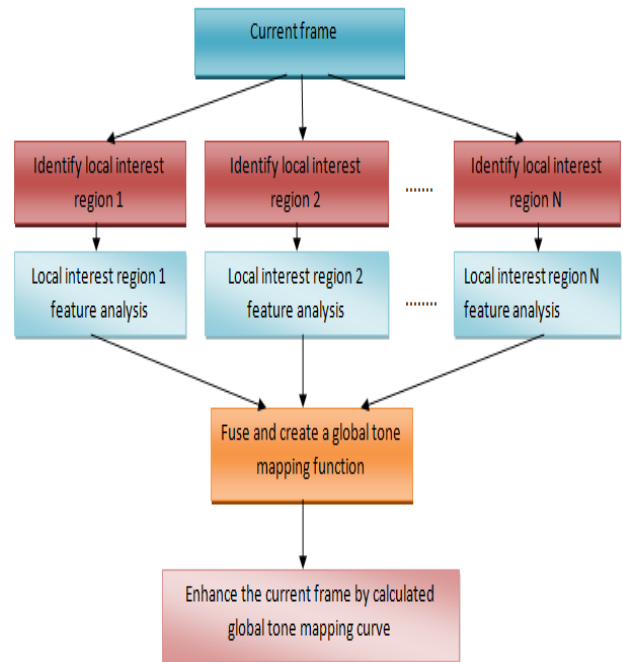 Current frame
Identify local interest
region 1
Identify local interest
region 2
.......
Identify local interest
region N
Local interest region 1
feature analysis
Local interest region 2
feature analysis
........
Local interest region N
feature analysis
Fuse and create a global tone
mapping function
Enhance the current frame by calculated
global tone mapping curve